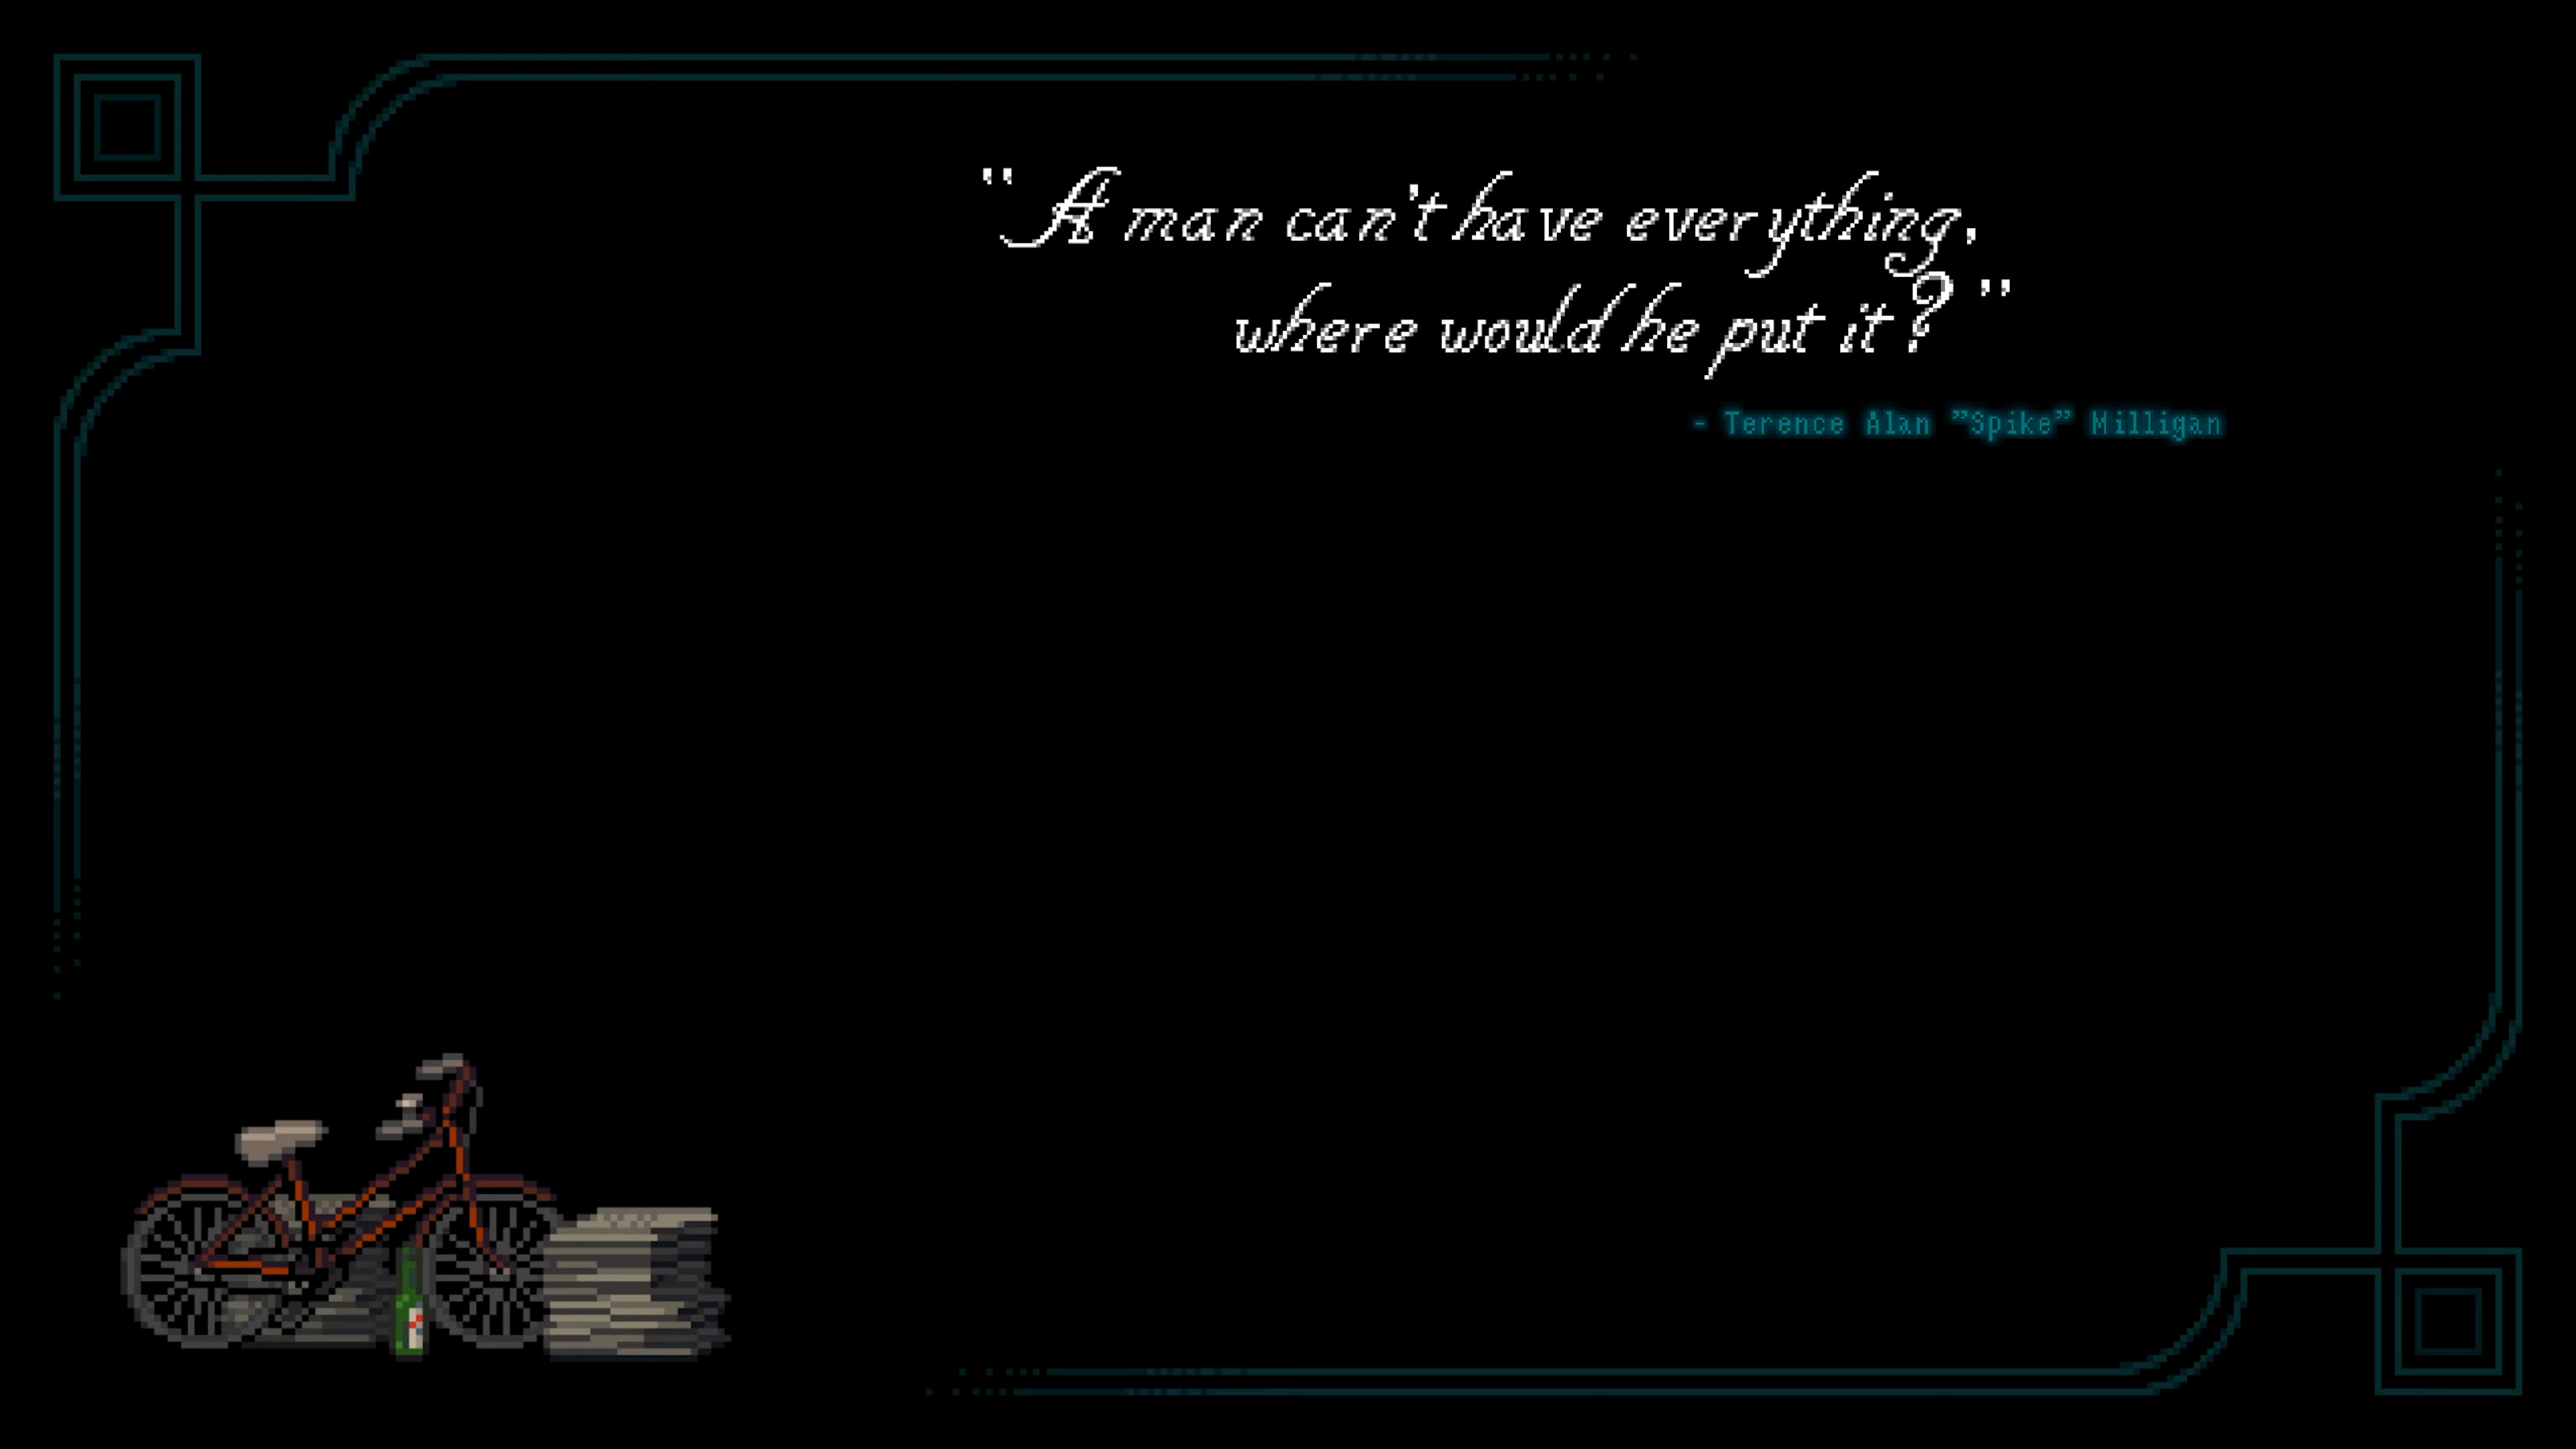 "A man can't have everything,
where would he put it?"
- Terence Alan "Spike" Milligan